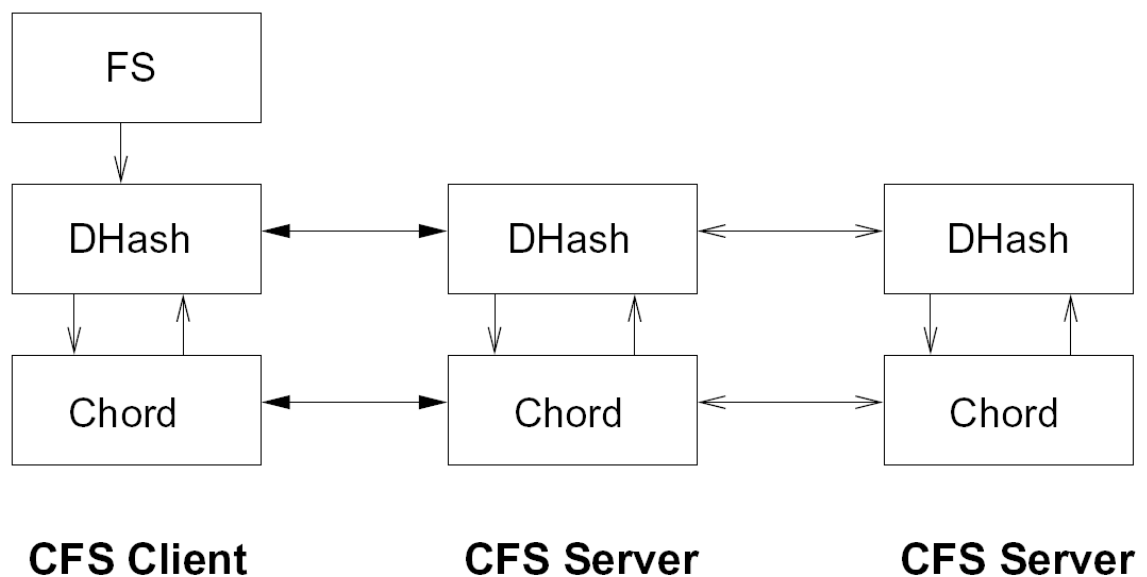 FS
DHash
DHash
DHash
Chord
Chord
Chord
CFS Client
CFS Server
CFS Server